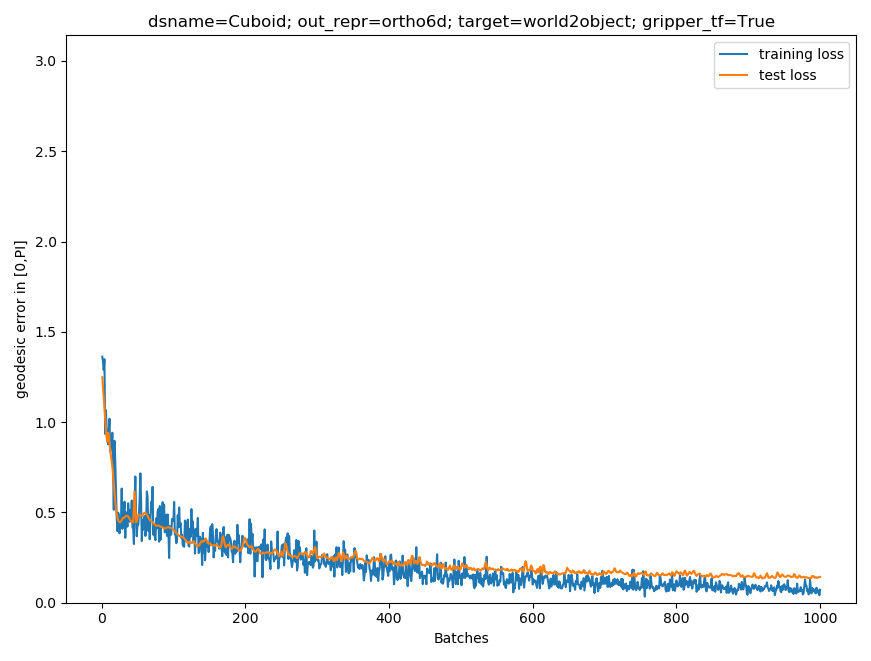 dsname=Cuboid; out_repr=ortho6d; target=world2object; gripper_tf=True
training loss
test loss
geodesic error in [0,PI]
3.0
2.5
2.0
1.5
1.0
0.5
0.0
0 200 400 600 800 1000
Batches